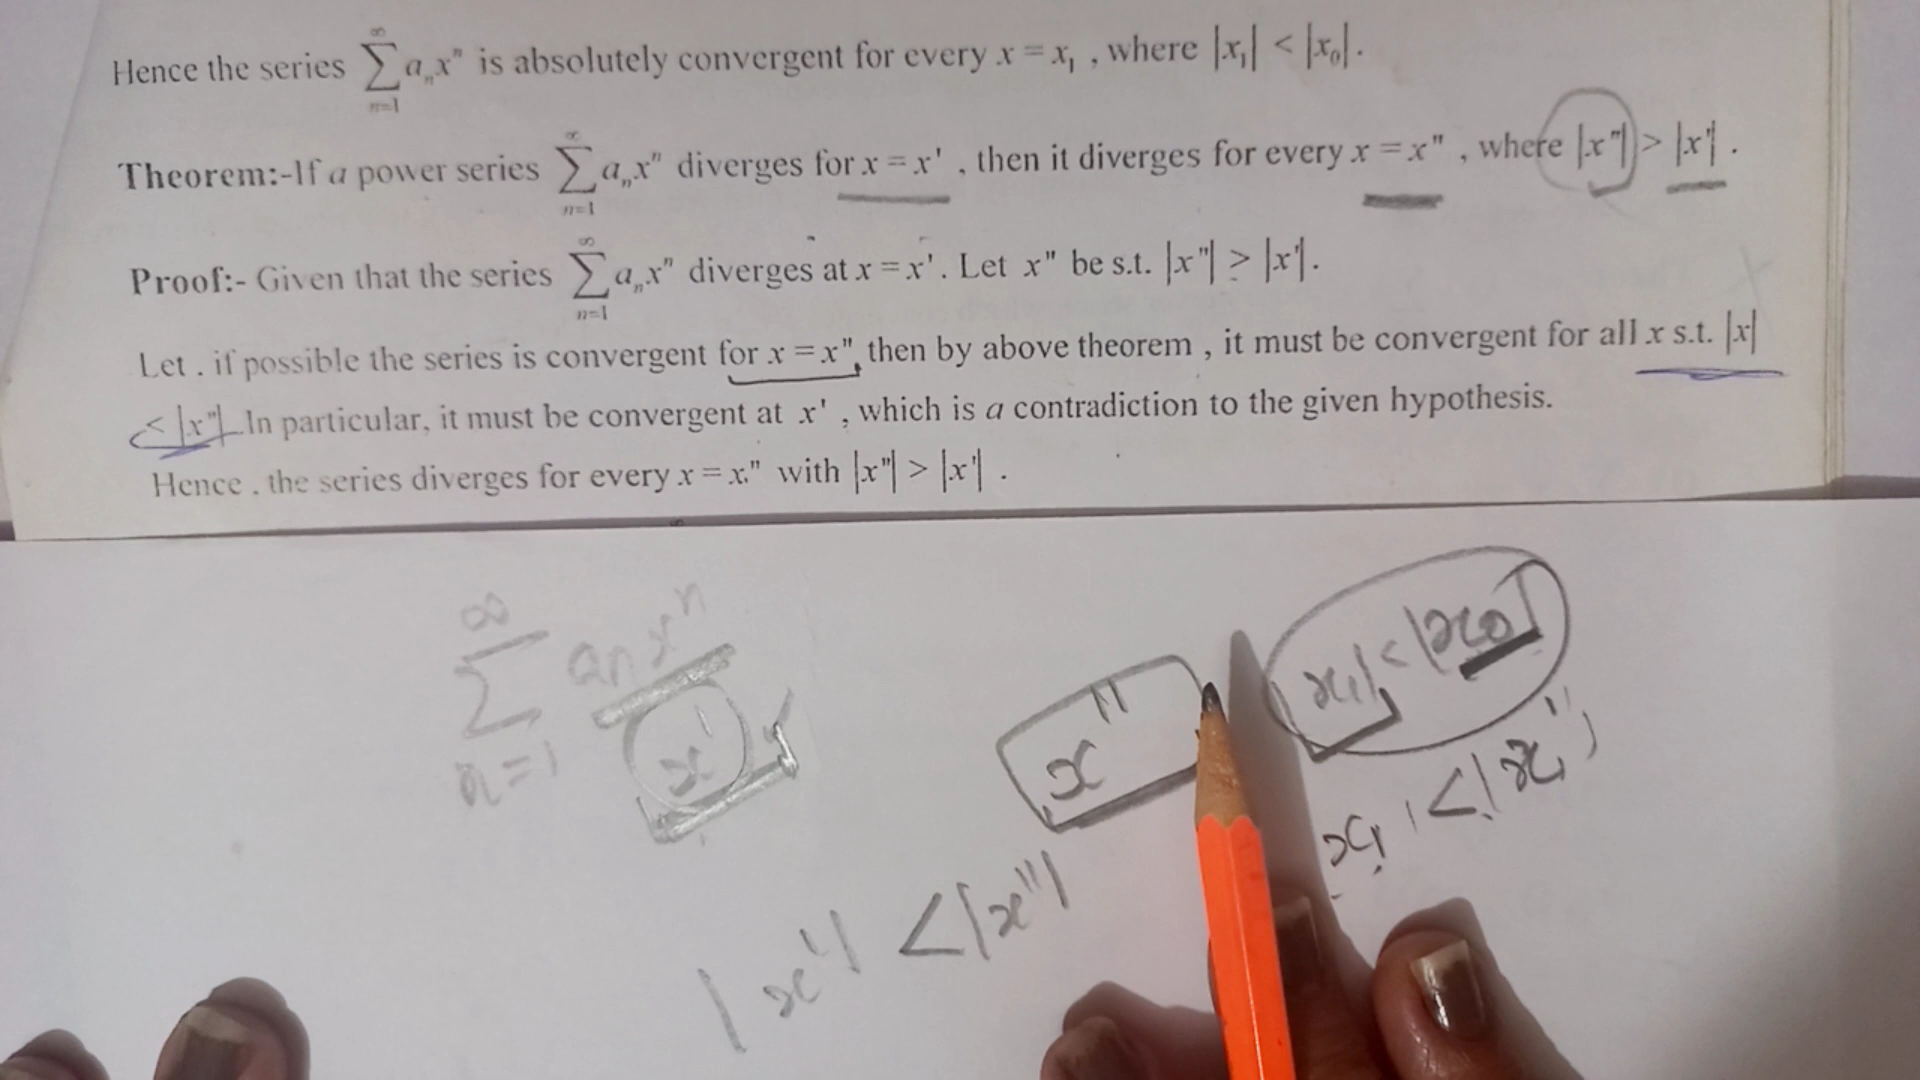 Hence the series ∑_{n=1}^{∞} a_n x^n is absolutely convergent for every x = x_1 , where |x_1| < |x_0|.
Theorem:-If a power series ∑_{n=1}^{∞} a_n x^n diverges for x = x' , then it diverges for every x = x" , where |x"| > |x'| .
Proof:- Given that the series ∑_{n=1}^{∞} a_n x^n diverges at x = x' . Let x" be s.t. |x"| > |x'| .
Let . if possible the series is convergent for x = x", then by above theorem , it must be convergent for all x s.t. |x|
< |x"| .In particular, it must be convergent at x' , which is a contradiction to the given hypothesis.
Hence . the series diverges for every x = x." with |x"| > |x'| .
∑_{n=1}^{∞} a_n x^n
x'
x"
x_1| < |x_0|
x_1 | < | x_1" |
|x'| < |x"|